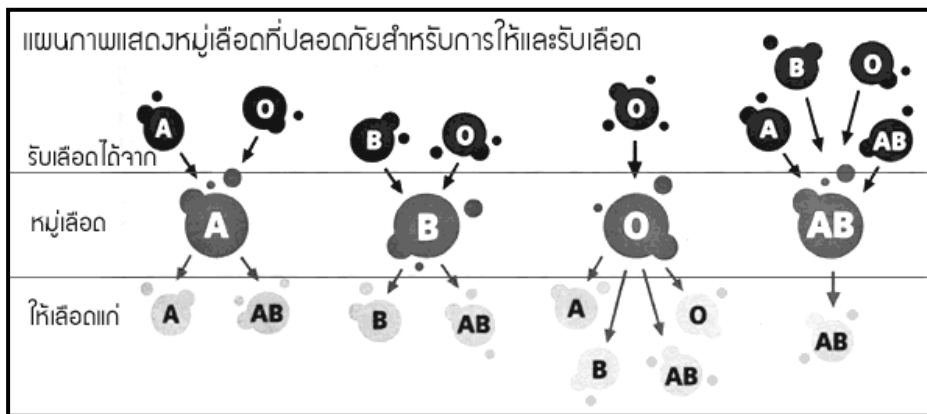 แผนภาพแสดงหมู่เลือดที่ปลอดภัยสำหรับการให้และรับเลือด
รับเลือดได้จาก
A O B O O A B O AB
หมู่เลือด
A B O AB
ให้เลือดแก่
A AB B AB A B AB O AB